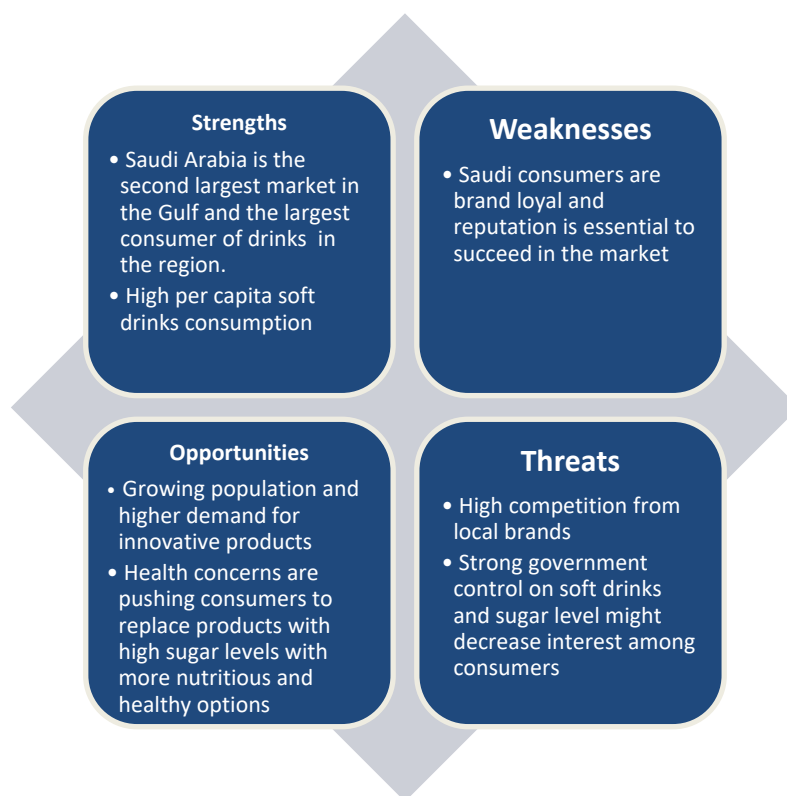 Strengths
• Saudi Arabia is the
second largest market in
the Gulf and the largest
consumer of drinks  in
the region.
• High per capita soft
drinks consumption
Weaknesses
• Saudi consumers are
brand loyal and
reputation is essential to
succeed in the market
Opportunities
• Growing population and
higher demand for
innovative products
• Health concerns are
pushing consumers to
replace products with
high sugar levels with
more nutritious and
healthy options
Threats
• High competition from
local brands
• Strong government
control on soft drinks
and sugar level might
decrease interest among
consumers